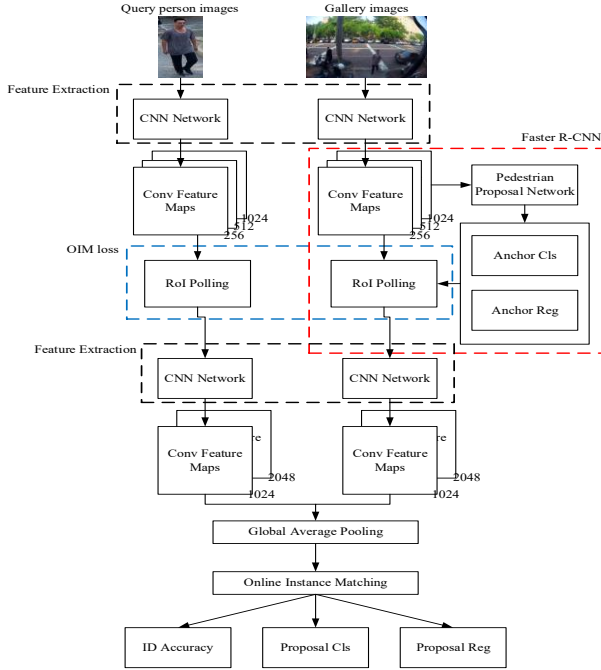 Query person images
Gallery images
Feature Extraction
CNN Network
CNN Network
Faster R-CNN
Conv Feature
Maps
1024
512
256
Conv Feature
Maps
1024
512
256
Pedestrian
Proposal Network
OIM loss
RoI Polling
RoI Polling
Anchor Cls
Anchor Reg
Feature Extraction
CNN Network
CNN Network
re
Conv Feature
Maps
2048
1024
re
Conv Feature
Maps
2048
1024
Global Average Pooling
Online Instance Matching
ID Accuracy
Proposal Cls
Proposal Reg